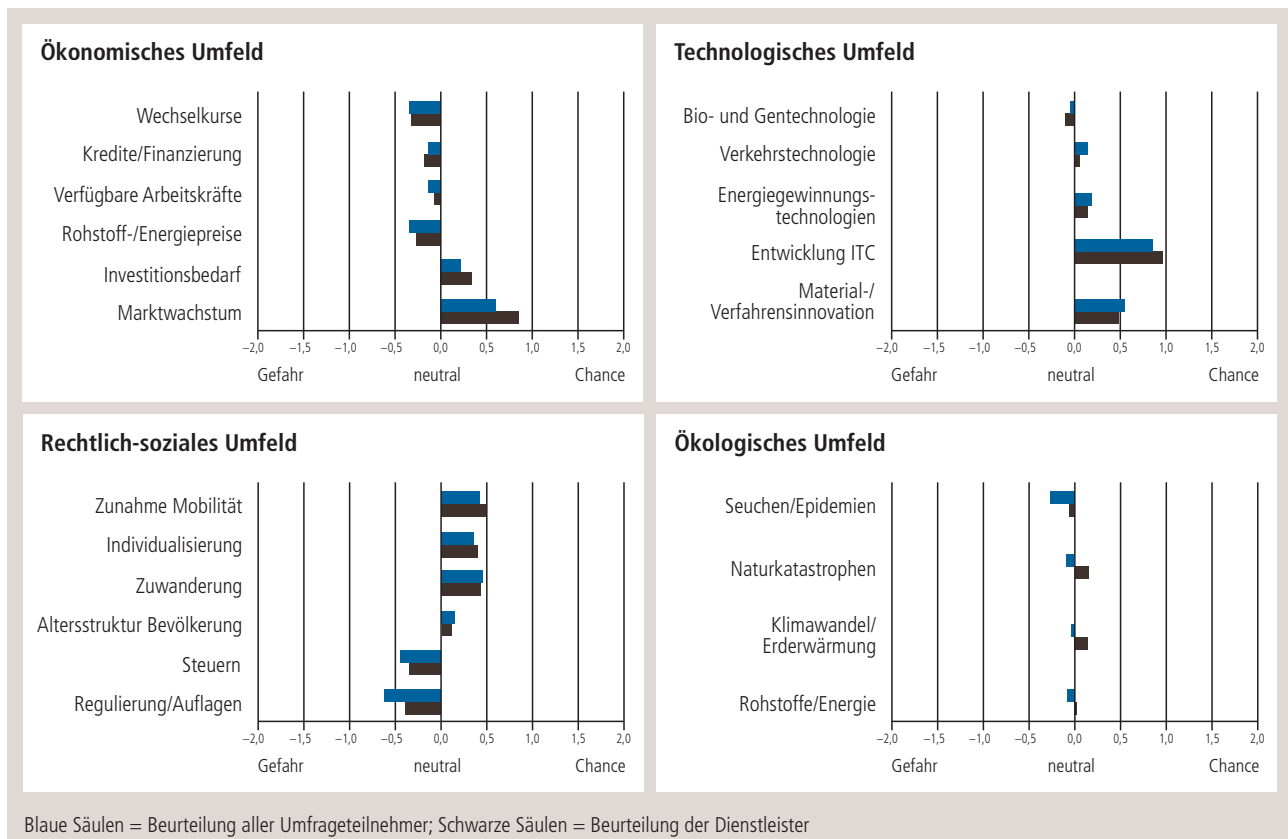 Ökonomisches Umfeld
Wechselkurse
Kredite/Finanzierung
Verfügbare Arbeitskräfte
Rohstoff-/Energiepreise
Investitionsbedarf
Marktwachstum
–2,0 –1,5 –1,0 –0,5 0,0 0,5 1,0 1,5 2,0
Gefahr neutral Chance
Technologisches Umfeld
Bio- und Gentechnologie
Verkehrstechnologie
Energiegewinnungs-
technologien
Entwicklung ITC
Material-/
Verfahrensinnovation
–2,0 –1,5 –1,0 –0,5 0,0 0,5 1,0 1,5 2,0
Gefahr neutral Chance
Rechtlich-soziales Umfeld
Zunahme Mobilität
Individualisierung
Zuwanderung
Altersstruktur Bevölkerung
Steuern
Regulierung/Auflagen
–2,0 –1,5 –1,0 –0,5 0,0 0,5 1,0 1,5 2,0
Gefahr neutral Chance
Ökologisches Umfeld
Seuchen/Epidemien
Naturkatastrophen
Klimawandel/
Erderwärmung
Rohstoffe/Energie
–2,0 –1,5 –1,0 –0,5 0,0 0,5 1,0 1,5 2,0
Gefahr neutral Chance
Blaue Säulen = Beurteilung aller Umfrageteilnehmer; Schwarze Säulen = Beurteilung der Dienstleister